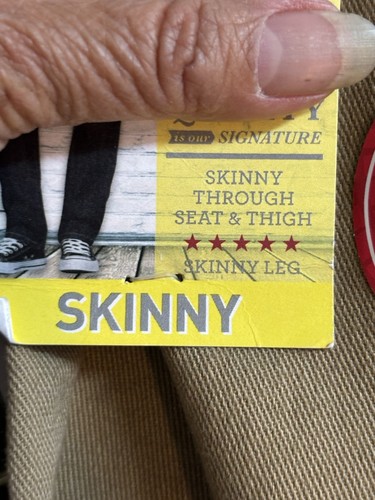 IS OUR SIGNATURE
SKINNY
THROUGH
SEAT & THIGH
SKINNY LEG
SKINNY